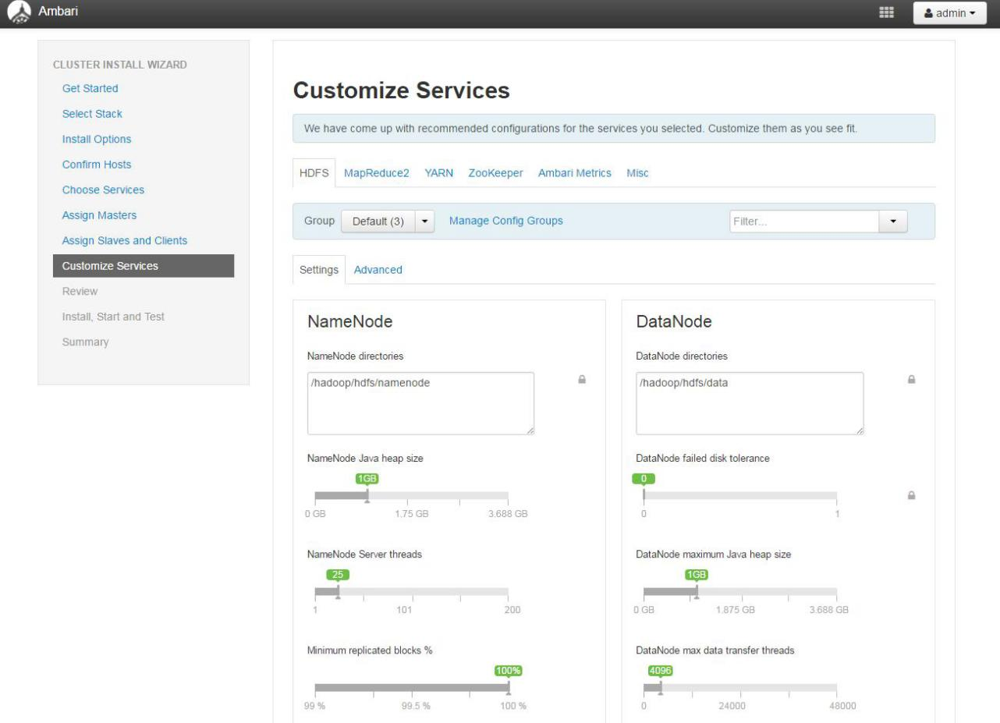 Ambari
admin
CLUSTER INSTALL WIZARD
Get Started
Select Stack
Install Options
Confirm Hosts
Choose Services
Assign Masters
Assign Slaves and Clients
Customize Services
Review
Install, Start and Test
Summary
Customize Services
We have come up with recommended configurations for the services you selected. Customize them as you see fit.
HDFS MapReduce2 YARN ZooKeeper Ambari Metrics Misc
Group Default (3) Manage Config Groups Filter...
Settings Advanced
NameNode
NameNode directories
/hadoop/hdfs/namenode
NameNode Java heap size
1GB
0 GB 1.75 GB 3.688 GB
NameNode Server threads
25
1 101 200
Minimum replicated blocks %
100%
99 % 99.5 % 100 %
DataNode
DataNode directories
/hadoop/hdfs/data
DataNode failed disk tolerance
0
0 1
DataNode maximum Java heap size
1GB
0 GB 1.875 GB 3.688 GB
DataNode max data transfer threads
4096
0 24000 48000